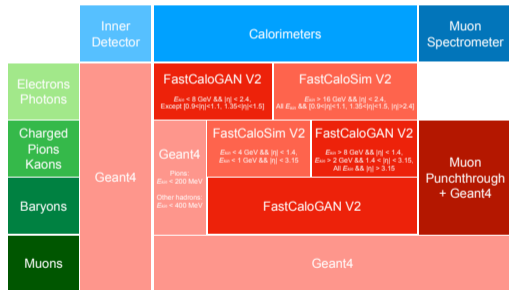 Inner
Detector
Calorimeters
Muon
Spectrometer
Electrons
Photons
FastCaloGAN V2
Ekin < 8 GeV && |η| < 2.4,
Except [0.9<|η|<1.1, 1.35<|η|<1.5]
FastCaloSim V2
Ekin > 16 GeV && |η| < 2.4,
All Ekin && [0.9<|η|<1.1, 1.35<|η|<1.5, |η|>2.4]
Charged
Pions
Kaons
Geant4
Geant4
Pions:
Ekin < 200 MeV
Other hadrons
Ekin < 400 MeV
FastCaloSim V2
Ekin < 4 GeV && |η| < 1.4,
Ekin < 1 GeV && |η| < 3.15
FastCaloGAN V2
Ekin > 8 GeV && |η| < 1.4,
Ekin > 2 GeV && 1.4 < |η| < 3.15,
All Ekin && |η| > 3.15
Muon
Punchthrough
+ Geant4
Baryons
FastCaloGAN V2
Muons
Geant4